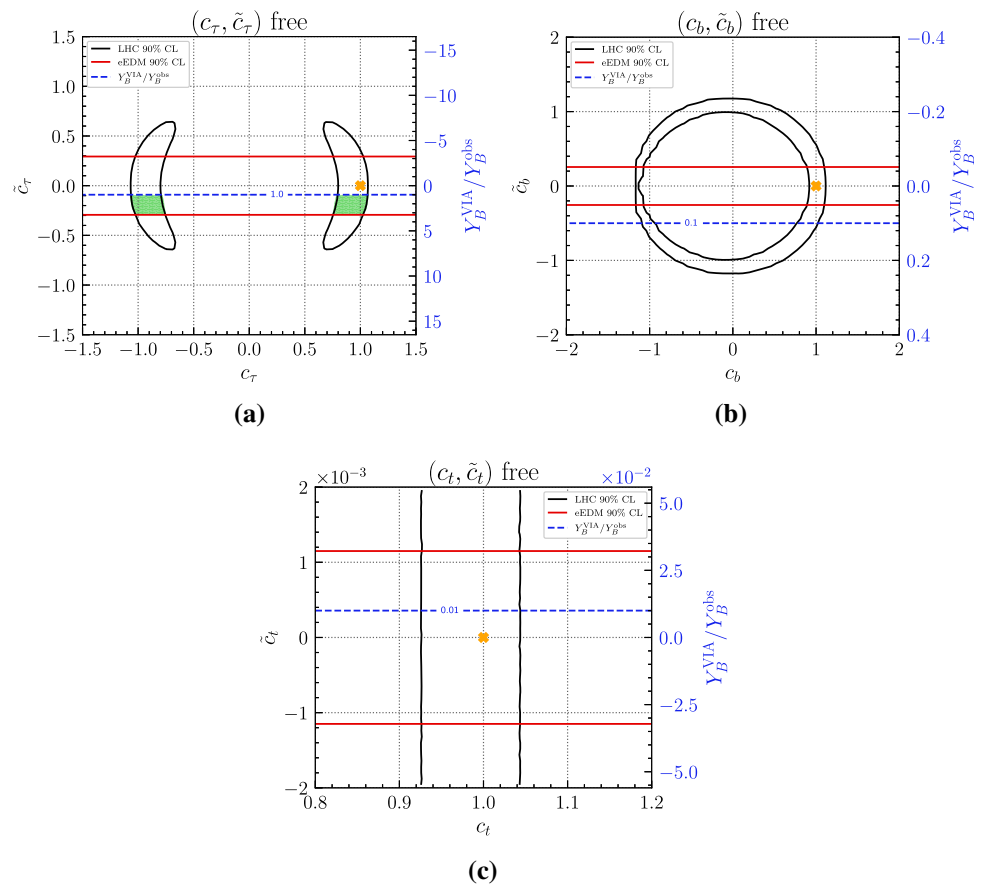 (c_τ, c̃_τ) free
LHC 90% CL
eEDM 90% CL
Y_B^VIA/Y_B^obs
1.5
1.0
0.5
0.0
−0.5
−1.0
−1.5
c̃_τ
1.0
−15
−10
−5
0
5
10
15
Y_B^VIA/Y_B^obs
−1.5 −1.0 −0.5 0.0 0.5 1.0 1.5
c_τ
(a)
(c_b, c̃_b) free
LHC 90% CL
eEDM 90% CL
Y_B^VIA/Y_B^obs
2
1
0
−1
−2
c̃_b
0.1
−0.4
−0.2
0.0
0.2
0.4
Y_B^VIA/Y_B^obs
−2 −1 0 1 2
c_b
(b)
×10⁻³ (c_t, c̃_t) free ×10⁻²
LHC 90% CL
eEDM 90% CL
Y_B^VIA/Y_B^obs
2
1
0
−1
−2
c̃_t
0.01
5.0
2.5
0.0
−2.5
−5.0
Y_B^VIA/Y_B^obs
0.8 0.9 1.0 1.1 1.2
c_t
(c)